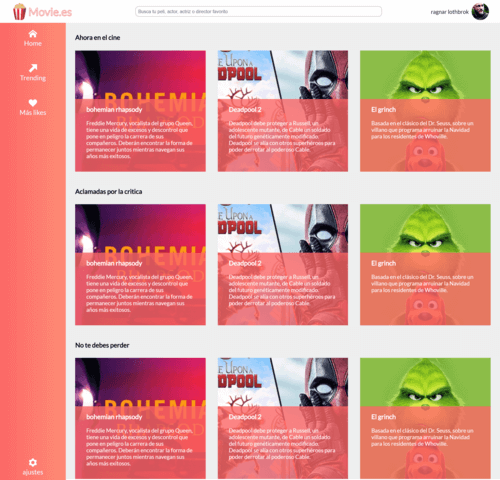 Movie.es
Busca tu peli, actor, actriz o director favorito
ragnar lothbrok
Home
Trending
Más likes
ajustes
Ahora en el cine
BOHEMIA
bohemian rhapsody
Freddie Mercury, vocalista del grupo Queen,
tiene una vida de excesos y descontrol que
pone en peligro la carrera de sus
compañeros. Deberán encontrar la forma de
permanecer juntos mientras navegan sus
años más exitosos.
E UPON A
DPOOL
Deadpool 2
Deadpool debe proteger a Russell, un
adolescente mutante, de Cable un soldado
del futuro genéticamente modificado.
Deadpool se alía con otros superhéroes para
poder derrotar al poderoso Cable.
El grinch
Basada en el clásico del Dr. Seuss, sobre un
villano que programa arruinar la Navidad
para los residentes de Whoville.
Aclamadas por la critica
BOHEMIA
bohemian rhapsody
Freddie Mercury, vocalista del grupo Queen,
tiene una vida de excesos y descontrol que
pone en peligro la carrera de sus
compañeros. Deberán encontrar la forma de
permanecer juntos mientras navegan sus
años más exitosos.
E UPON A
DPOOL
Deadpool 2
Deadpool debe proteger a Russell, un
adolescente mutante, de Cable un soldado
del futuro genéticamente modificado.
Deadpool se alía con otros superhéroes para
poder derrotar al poderoso Cable.
El grinch
Basada en el clásico del Dr. Seuss, sobre un
villano que programa arruinar la Navidad
para los residentes de Whoville.
No te debes perder
BOHEMIA
bohemian rhapsody
Freddie Mercury, vocalista del grupo Queen,
tiene una vida de excesos y descontrol que
pone en peligro la carrera de sus
compañeros. Deberán encontrar la forma de
permanecer juntos mientras navegan sus
años más exitosos.
E UPON A
DPOOL
Deadpool 2
Deadpool debe proteger a Russell, un
adolescente mutante, de Cable un soldado
del futuro genéticamente modificado.
Deadpool se alía con otros superhéroes para
poder derrotar al poderoso Cable.
El grinch
Basada en el clásico del Dr. Seuss, sobre un
villano que programa arruinar la Navidad
para los residentes de Whoville.